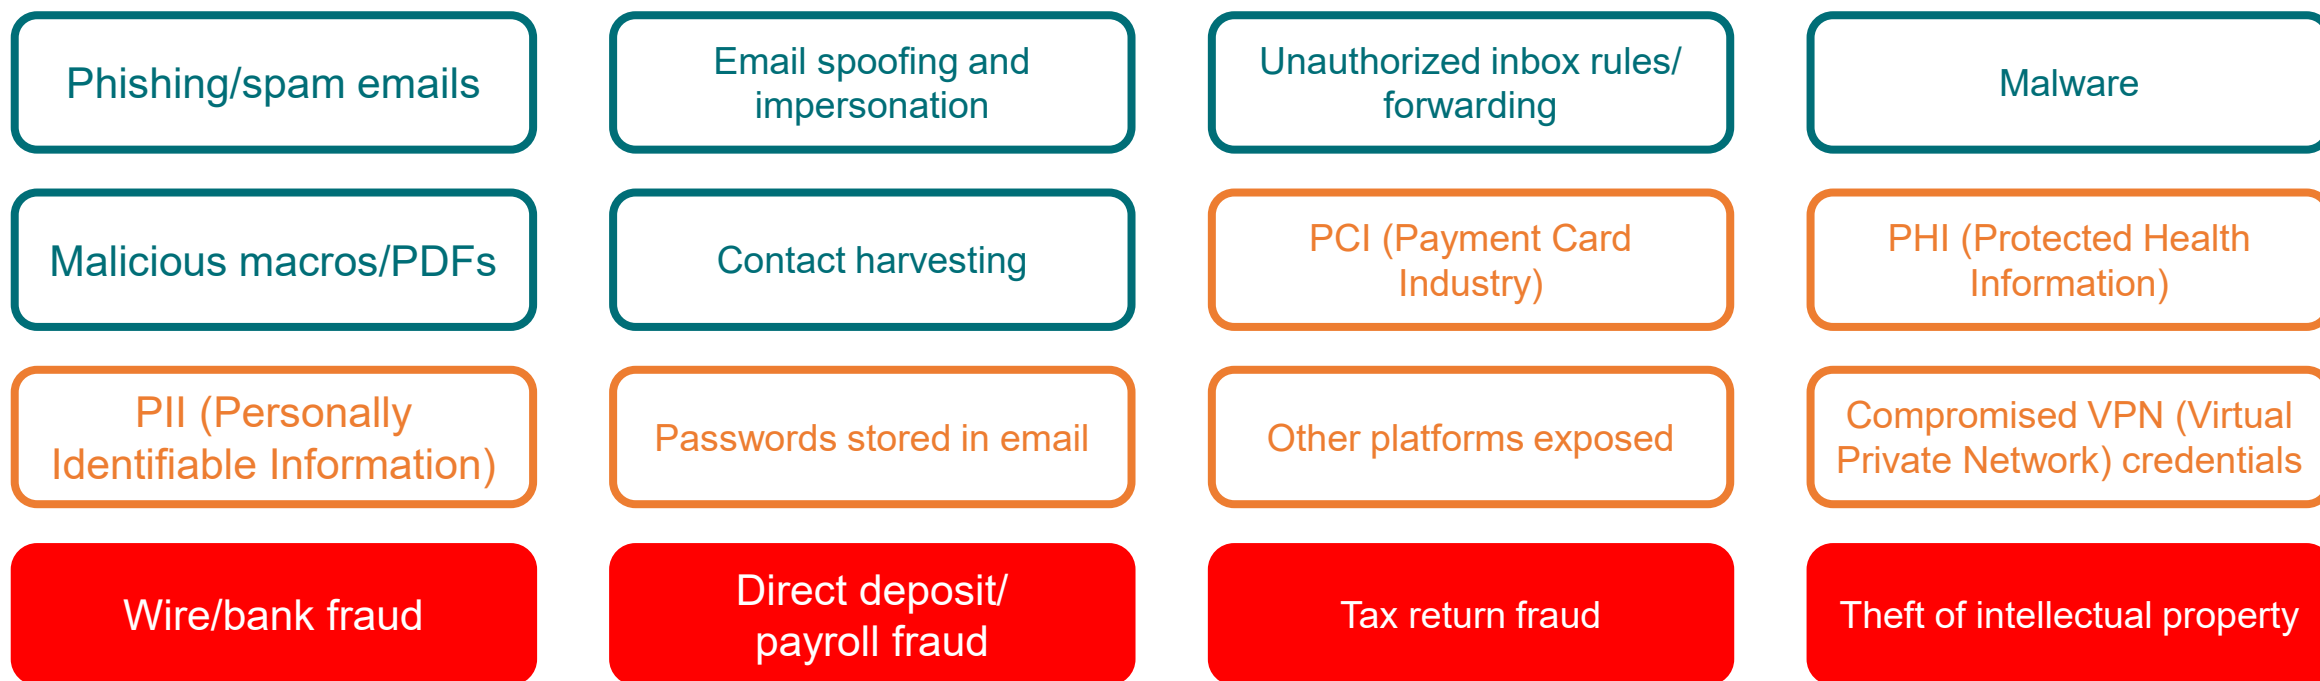 Phishing/spam emails
Email spoofing and
impersonation
Unauthorized inbox rules/
forwarding
Malware
Malicious macros/PDFs
Contact harvesting
PCI (Payment Card
Industry)
PHI (Protected Health
Information)
PII (Personally
Identifiable Information)
Passwords stored in email
Other platforms exposed
Compromised VPN (Virtual
Private Network) credentials
Wire/bank fraud
Direct deposit/
payroll fraud
Tax return fraud
Theft of intellectual property